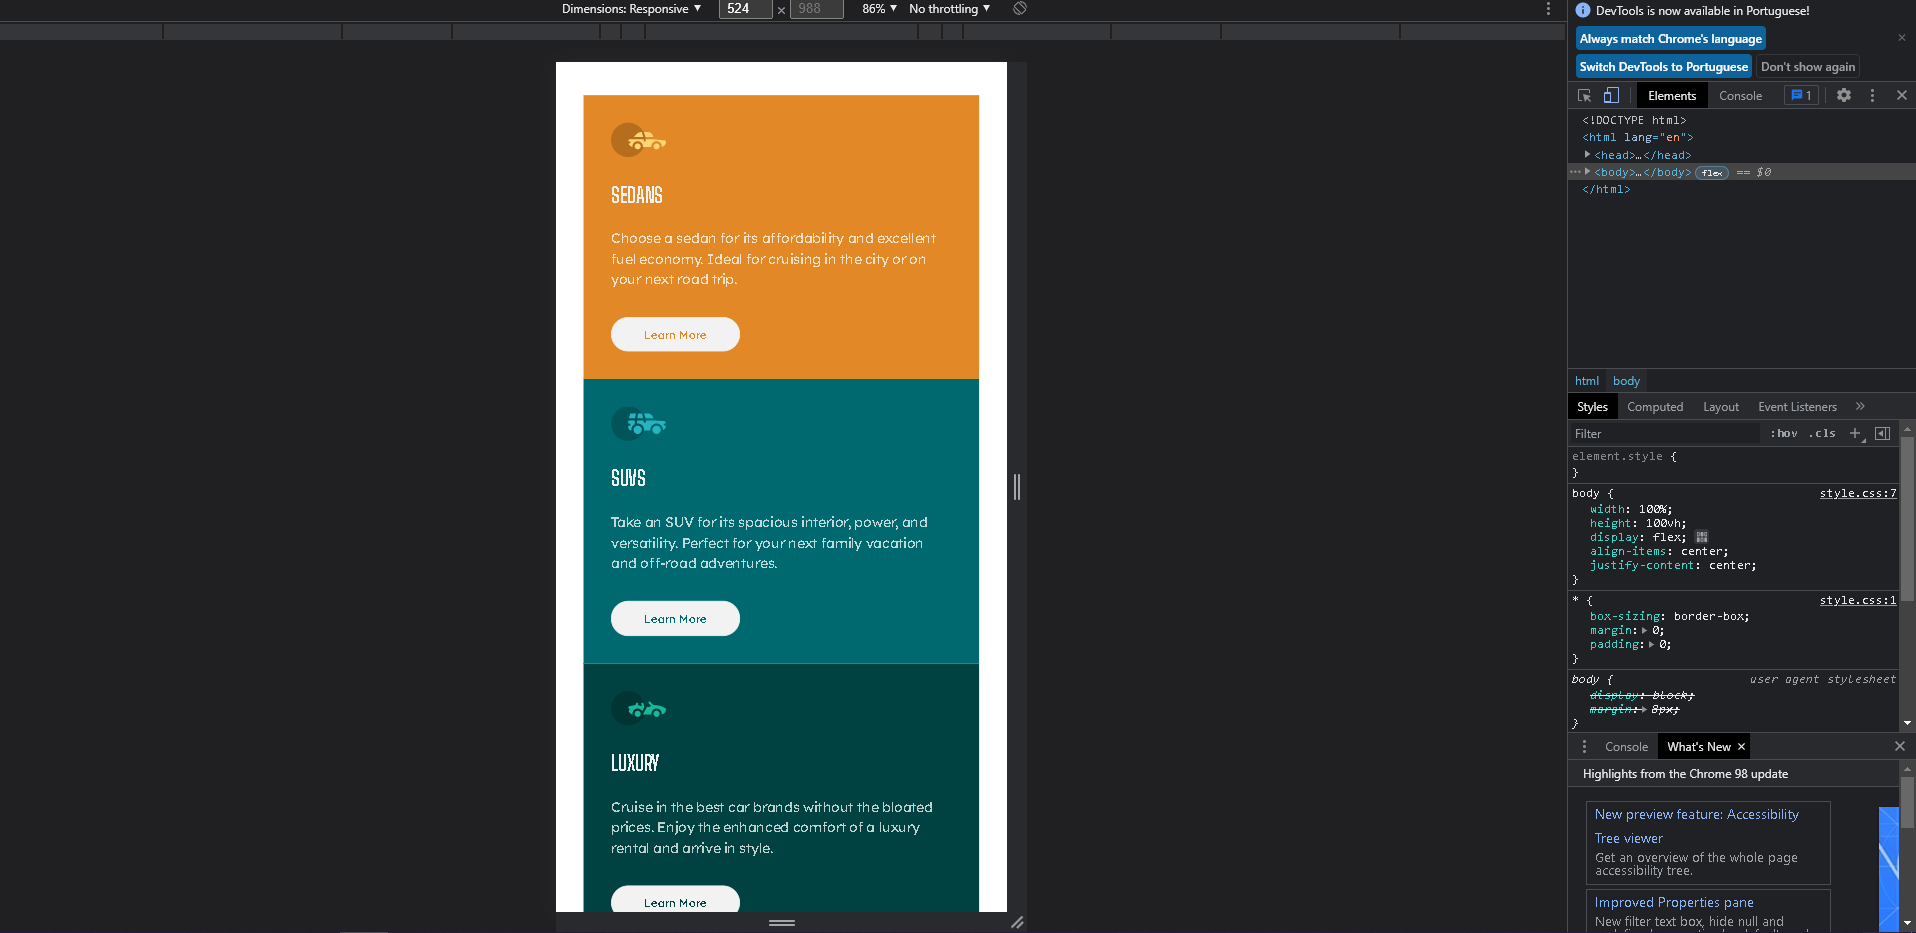 Dimensions: Responsive ▼ 524 × 988 86% ▼ No throttling ▼
DevTools is now available in Portuguese!
Always match Chrome's language
Switch DevTools to Portuguese Don't show again
Elements Console 1
<!DOCTYPE html>
<html lang="en">
<head>…</head>
<body>…</body> flex == $0
</html>
SEDANS
Choose a sedan for its affordability and excellent
fuel economy. Ideal for cruising in the city or on
your next road trip.
Learn More
SUVS
Take an SUV for its spacious interior, power, and
versatility. Perfect for your next family vacation
and off-road adventures.
Learn More
LUXURY
Cruise in the best car brands without the bloated
prices. Enjoy the enhanced comfort of a luxury
rental and arrive in style.
Learn More
html body
Styles Computed Layout Event Listeners »
Filter :hov .cls +
element.style {
}
body { style.css:7
width: 100%;
height: 100vh;
display: flex;
align-items: center;
justify-content: center;
}
* { style.css:1
box-sizing: border-box;
margin: 0;
padding: 0;
}
body { user agent stylesheet
display: block;
margin: 8px;
}
Console What's New ×
Highlights from the Chrome 98 update
New preview feature: Accessibility
Tree viewer
Get an overview of the whole page
accessibility tree.
Improved Properties pane
New filter text box, hide null and